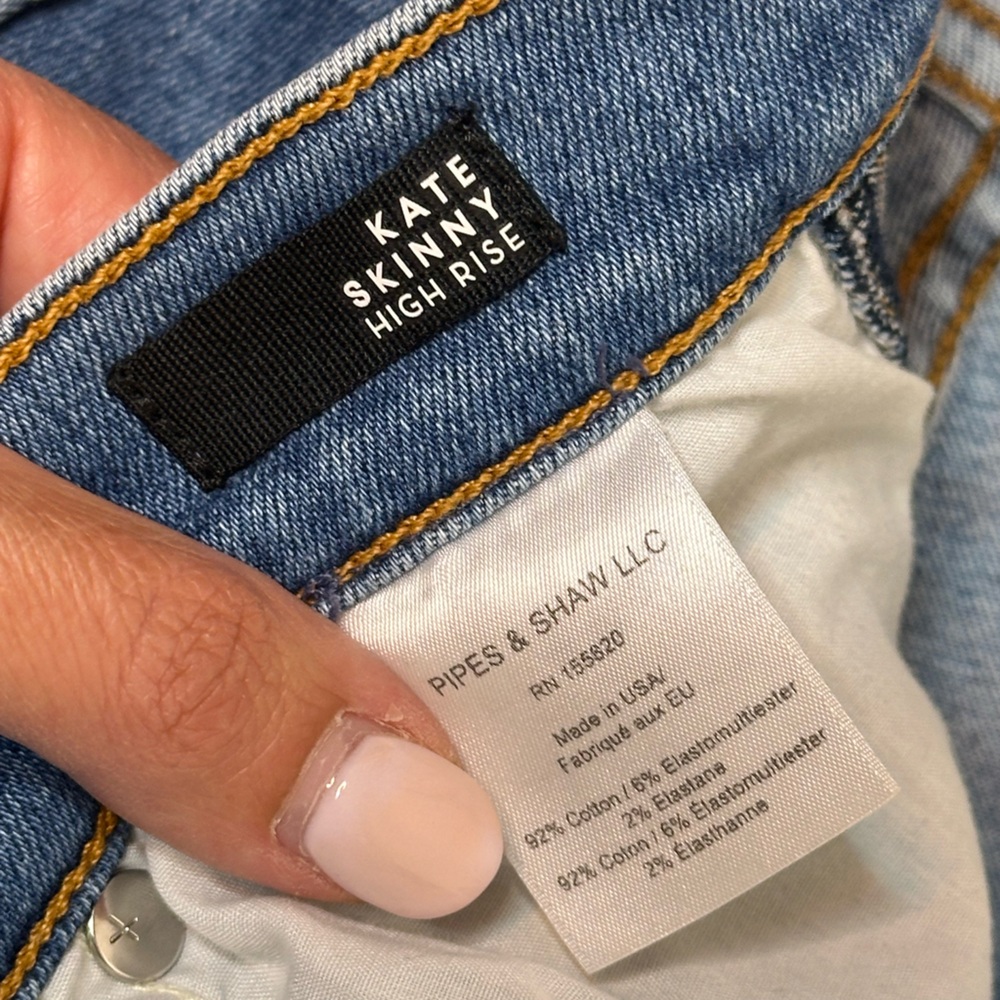 KATE
SKINNY
HIGH RISE
PIPES & SHAW LLC
RN 155820
Made in USA/
Fabriqué aux EU
92% Cotton / 6% Elastomultiester
2% Elastane
92% Coton / 6% Élastomultiester
2% Élasthanne